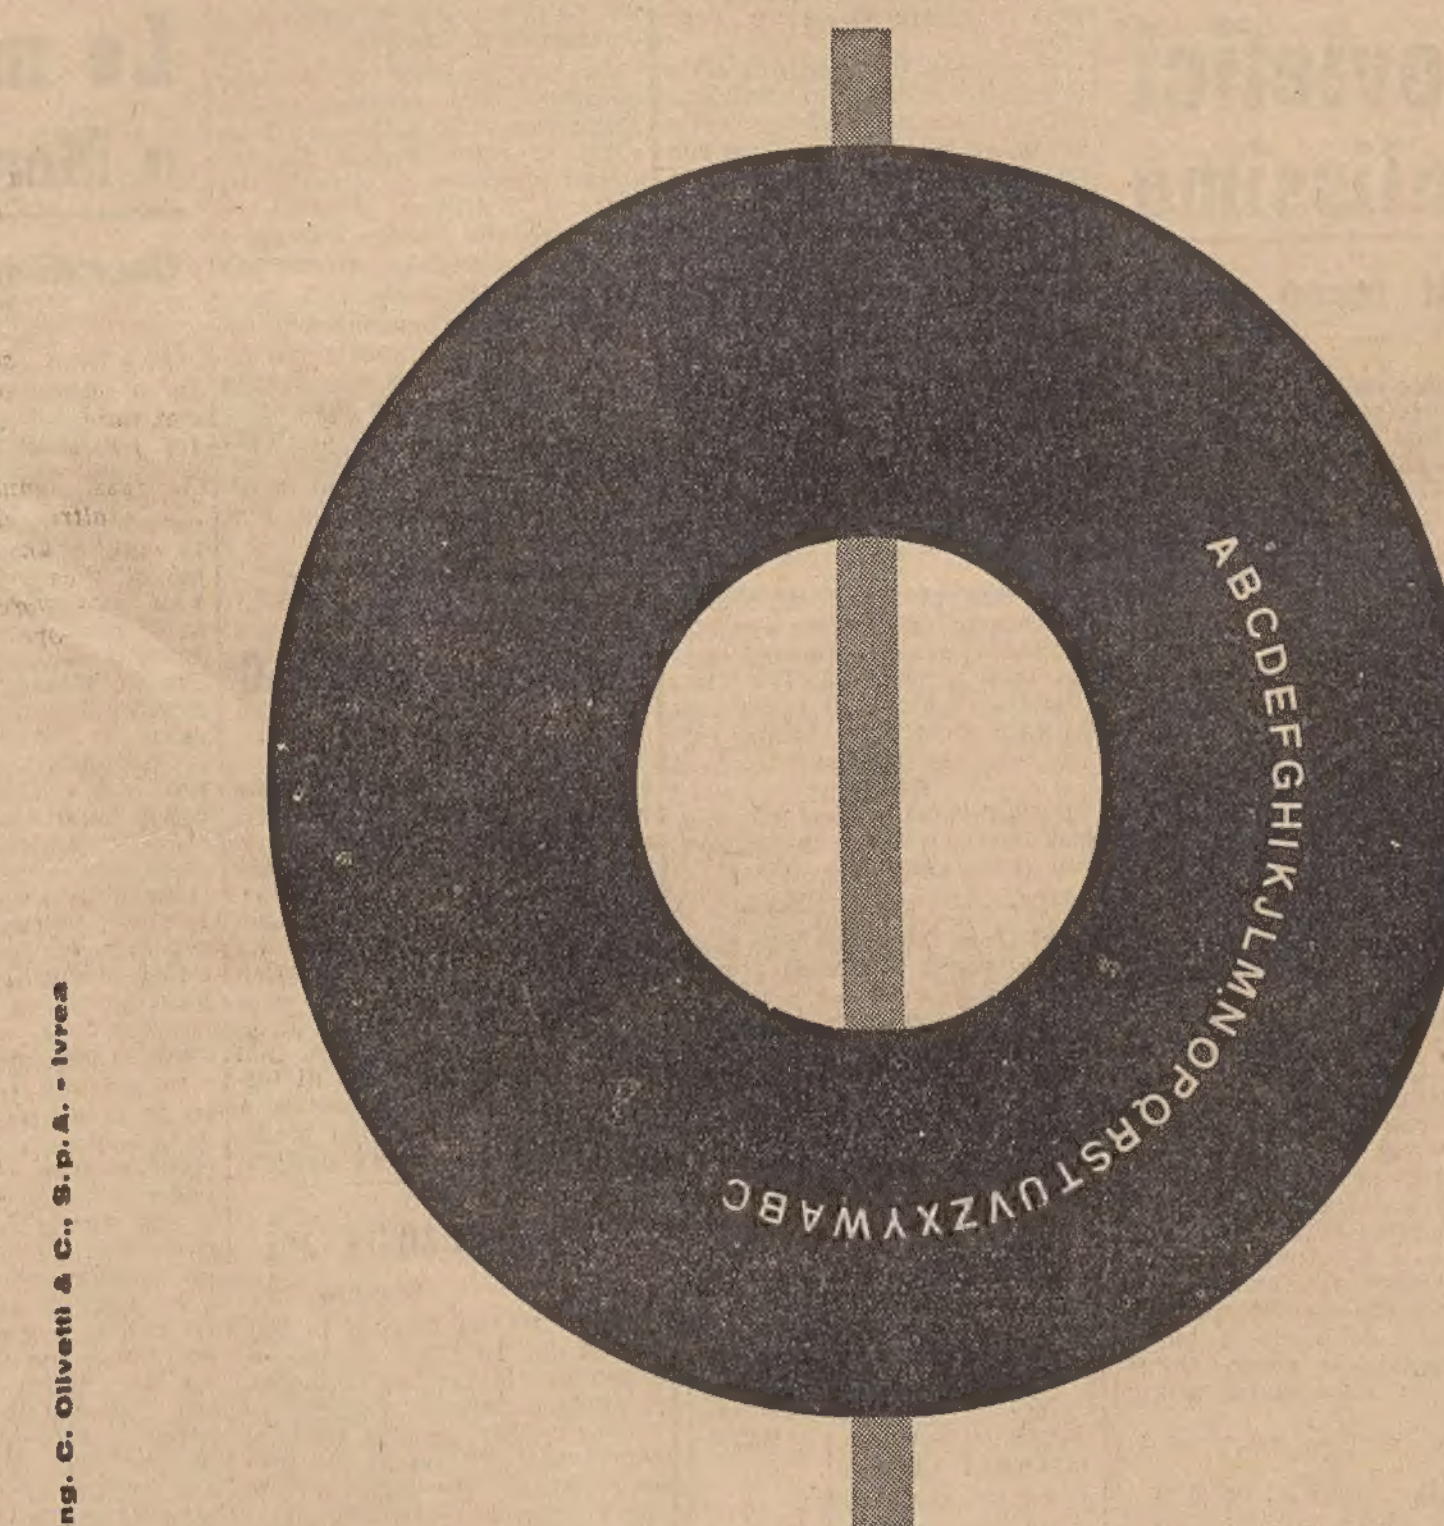 ng. C. Olivetti & C., S.p.A. - Ivrea
ABCDEFGHIKJLMNOPQRSTUVZXYWABC